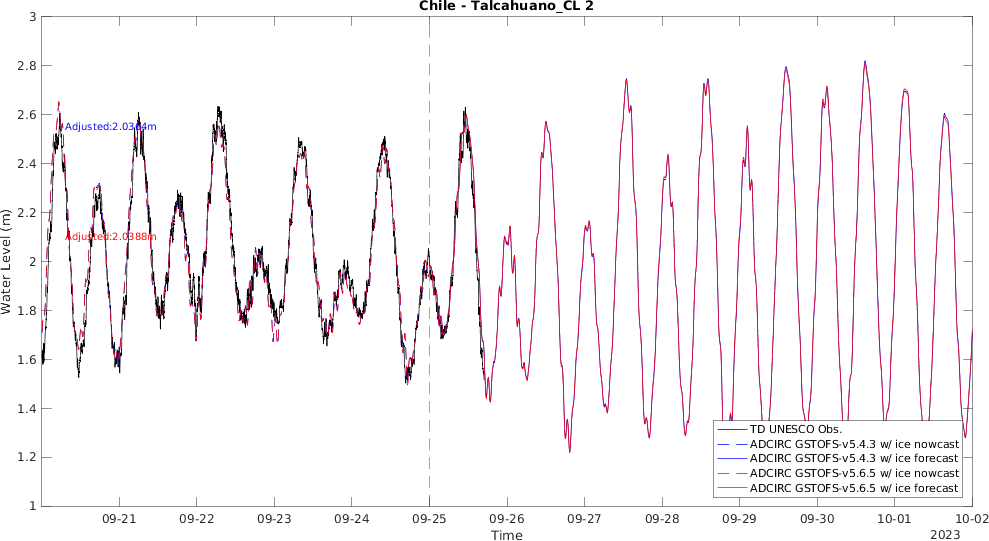 Chile - Talcahuano_CL 2
3
2.8
2.6
2.4
2.2
2
1.8
1.6
1.4
1.2
1
Water Level (m)
Adjusted:2.0364m
Adjusted:2.0388m
TD UNESCO Obs.
ADCIRC GSTOFS-v5.4.3 w/ ice nowcast
ADCIRC GSTOFS-v5.4.3 w/ ice forecast
ADCIRC GSTOFS-v5.6.5 w/ ice nowcast
ADCIRC GSTOFS-v5.6.5 w/ ice forecast
09-21 09-22 09-23 09-24 09-25 09-26 09-27 09-28 09-29 09-30 10-01 10-02
Time
2023